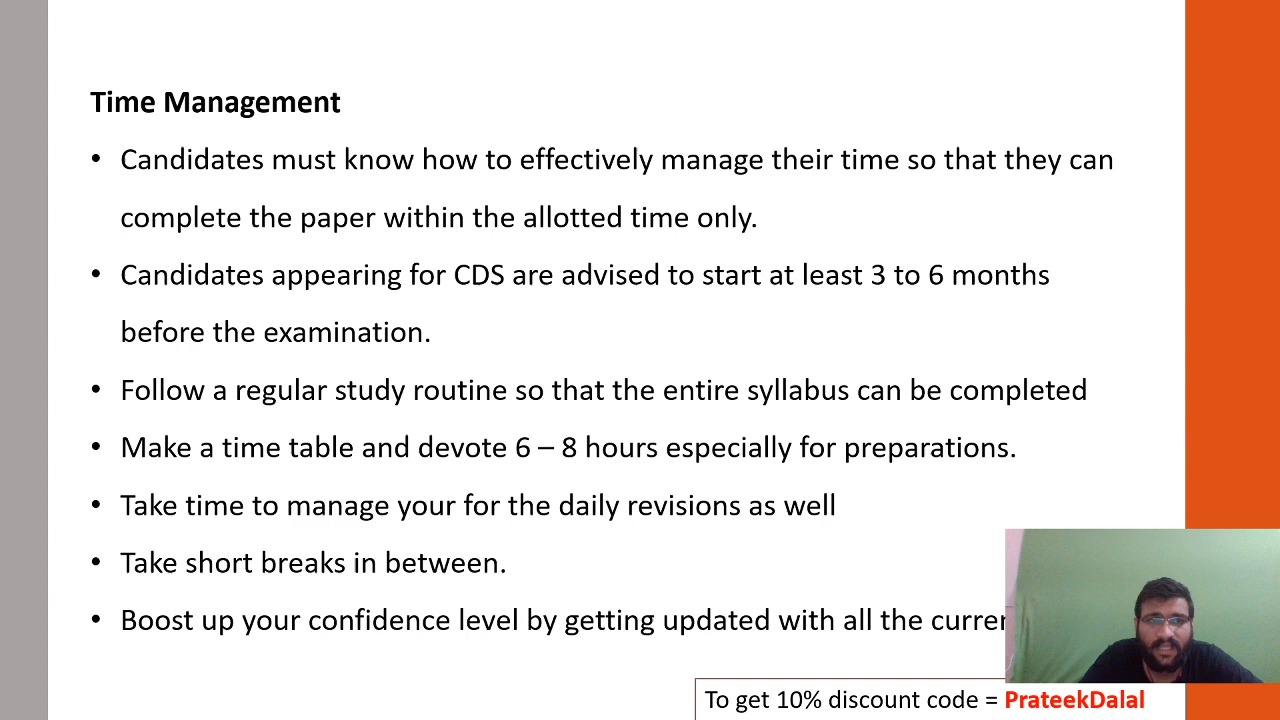 Time Management
• Candidates must know how to effectively manage their time so that they can
complete the paper within the allotted time only.
• Candidates appearing for CDS are advised to start at least 3 to 6 months
before the examination.
• Follow a regular study routine so that the entire syllabus can be completed
• Make a time table and devote 6 – 8 hours especially for preparations.
• Take time to manage your for the daily revisions as well
• Take short breaks in between.
• Boost up your confidence level by getting updated with all the
To get 10% discount code = PrateekDalal